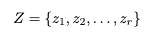 Z = {z₁, z₂, . . . , zᵣ}